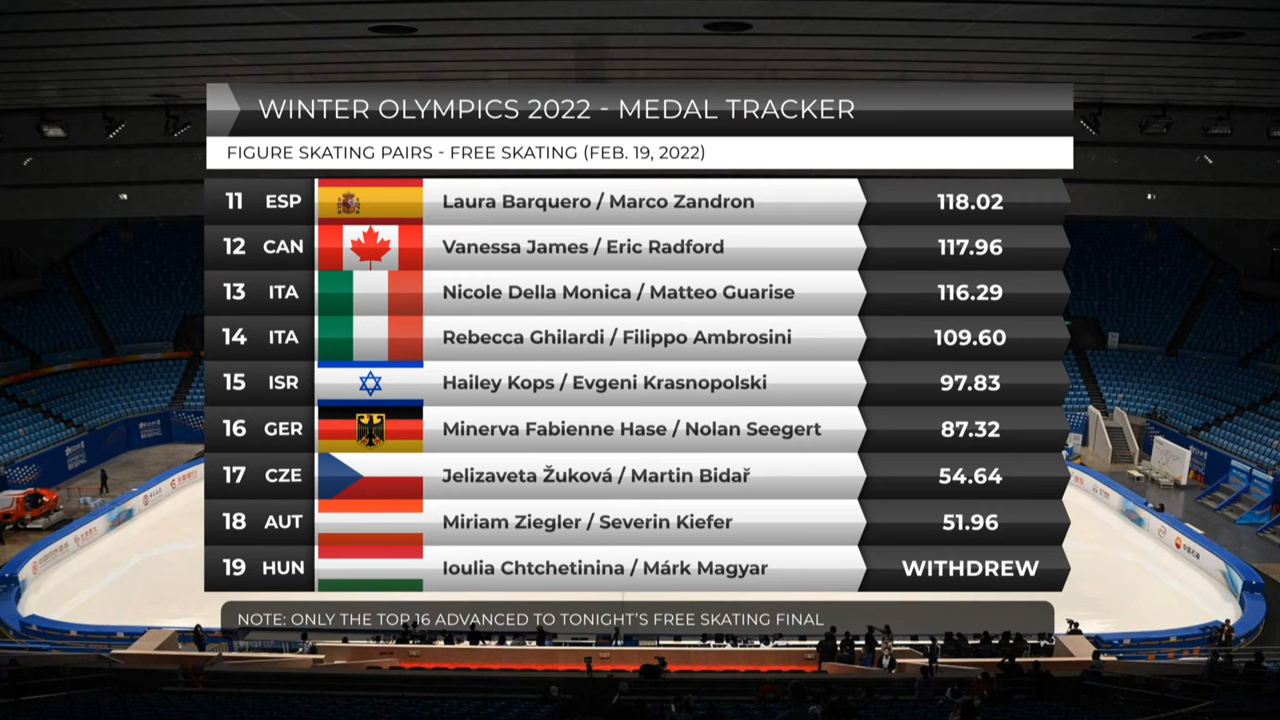 WINTER OLYMPICS 2022 - MEDAL TRACKER
FIGURE SKATING PAIRS - FREE SKATING (FEB. 19, 2022)
11 ESP Laura Barquero / Marco Zandron 118.02
12 CAN Vanessa James / Eric Radford 117.96
13 ITA Nicole Della Monica / Matteo Guarise 116.29
14 ITA Rebecca Ghilardi / Filippo Ambrosini 109.60
15 ISR Hailey Kops / Evgeni Krasnopolski 97.83
16 GER Minerva Fabienne Hase / Nolan Seegert 87.32
17 CZE Jelizaveta Žuková / Martin Bidař 54.64
18 AUT Miriam Ziegler / Severin Kiefer 51.96
19 HUN Ioulia Chtchetinina / Márk Magyar WITHDREW
NOTE: ONLY THE TOP 16 ADVANCED TO TONIGHT'S FREE SKATING FINAL